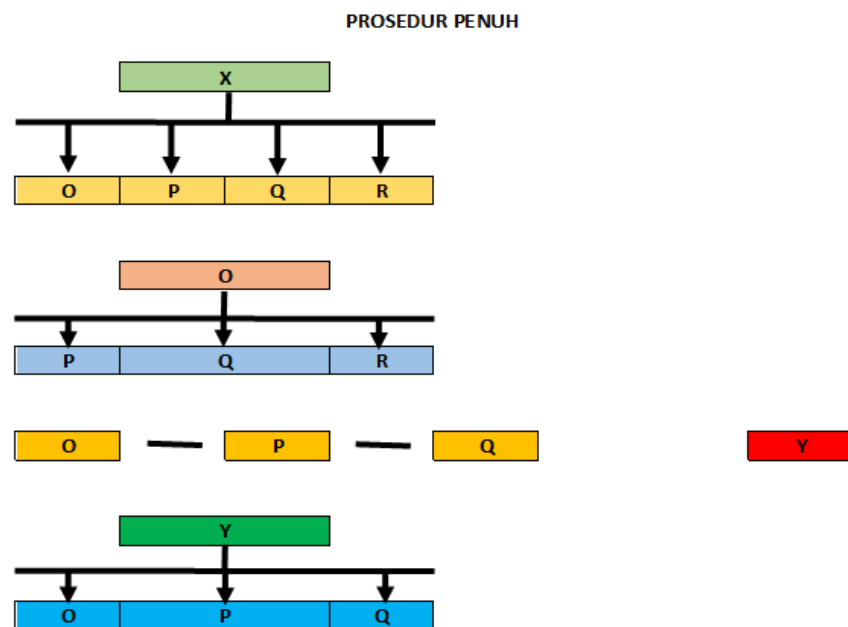 PROSEDUR PENUH
X
O P Q R
O
P Q R
O P Q Y
Y
O P Q